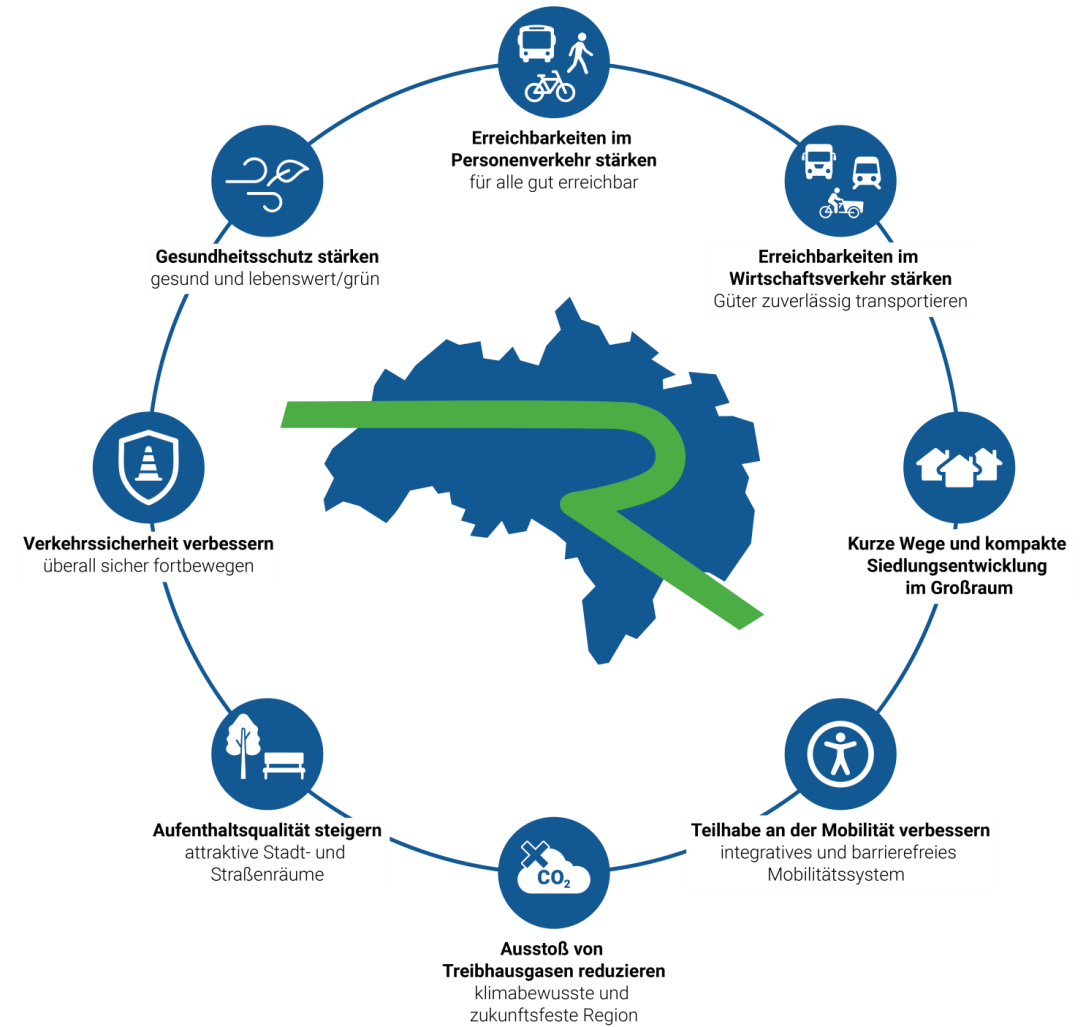 Erreichbarkeiten im
Personenverkehr stärken
für alle gut erreichbar
Erreichbarkeiten im
Wirtschaftsverkehr stärken
Güter zuverlässig transportieren
Kurze Wege und kompakte
Siedlungsentwicklung
im Großraum
Teilhabe an der Mobilität verbessern
integratives und barrierefreies
Mobilitätssystem
CO₂
Ausstoß von
Treibhausgasen reduzieren
klimabewusste und
zukunftsfeste Region
Aufenthaltsqualität steigern
attraktive Stadt- und
Straßenräume
Verkehrssicherheit verbessern
überall sicher fortbewegen
Gesundheitsschutz stärken
gesund und lebenswert/grün